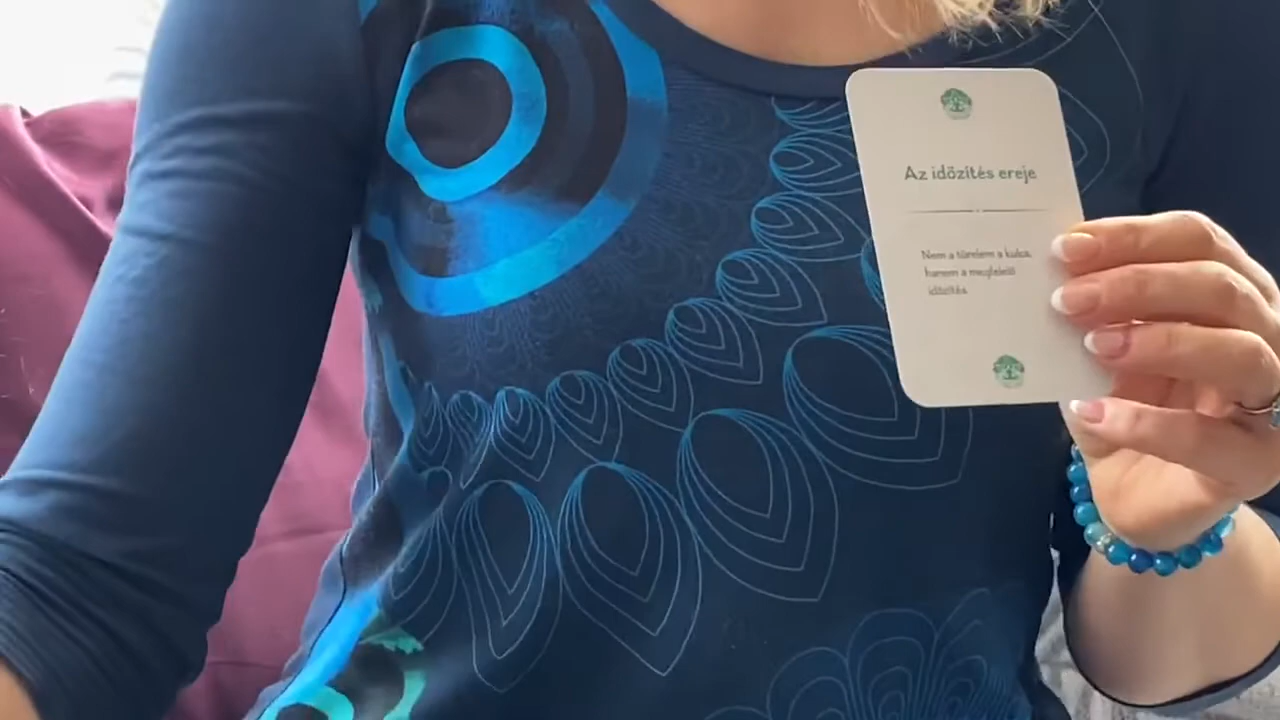 Az időzítés ereje
Nem a türelem a kulcs,
hanem a megfelelő
időzítés.